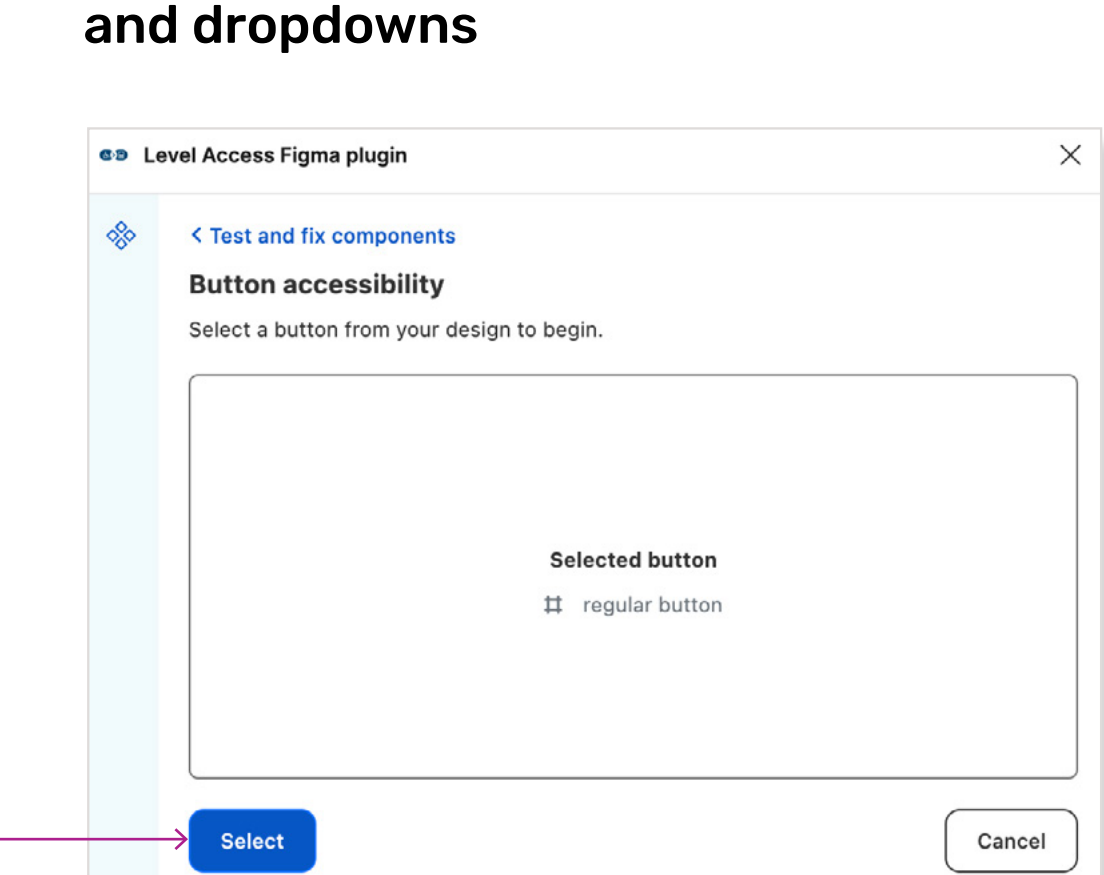 and dropdowns
Level Access Figma plugin
Test and fix components
Button accessibility
Select a button from your design to begin.
Selected button
regular button
Select
Cancel